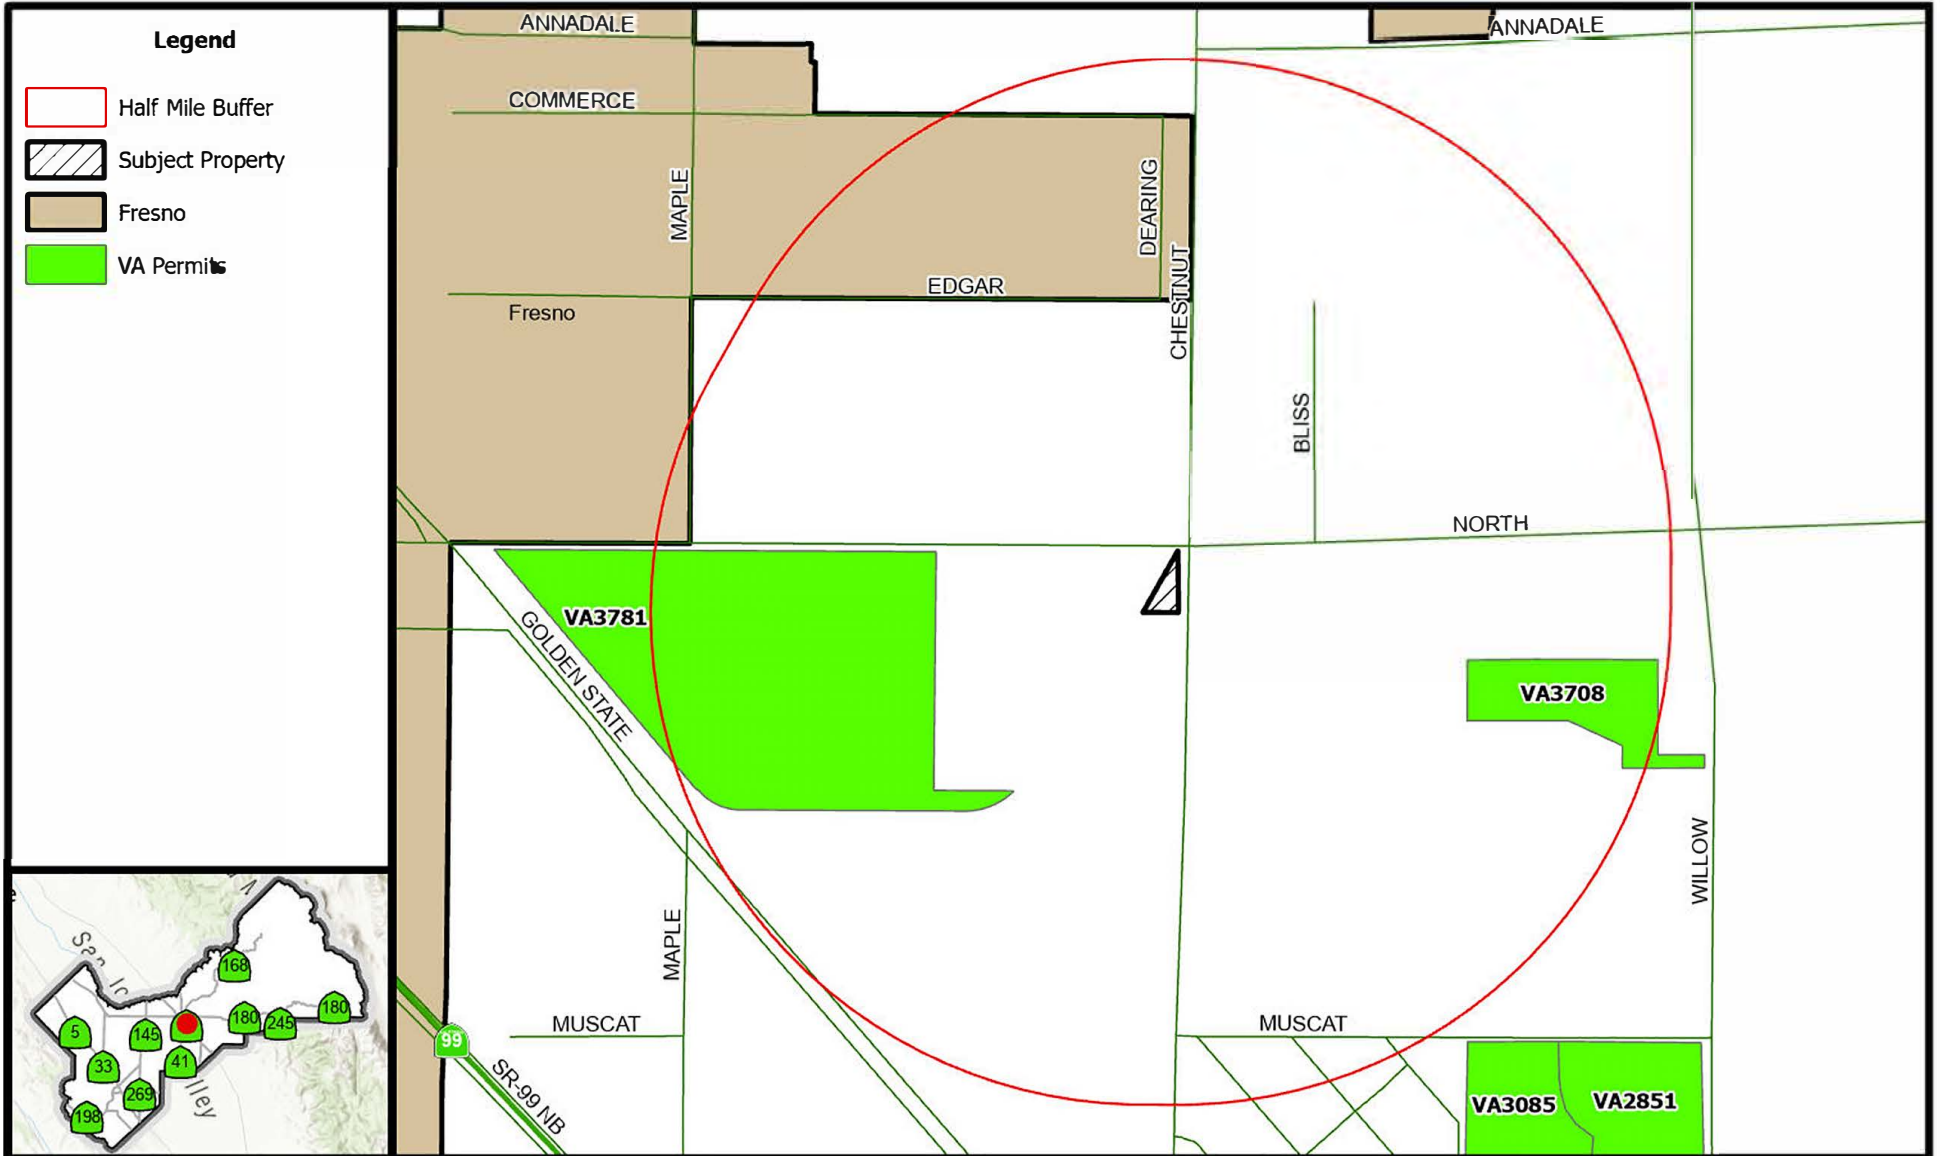 Legend
Half Mile Buffer
Subject Property
Fresno
VA Permits
ANNADALE
ANNADALE
COMMERCE
MAPLE
DEARING
CHESTNUT
EDGAR
Fresno
BLISS
NORTH
VA3781
GOLDEN STATE
VA3708
WILLOW
MAPLE
MUSCAT
MUSCAT
99
SR-99 NB
VA3085
VA2851
168
180
180
245
5
145
33
41
269
198
San
lley